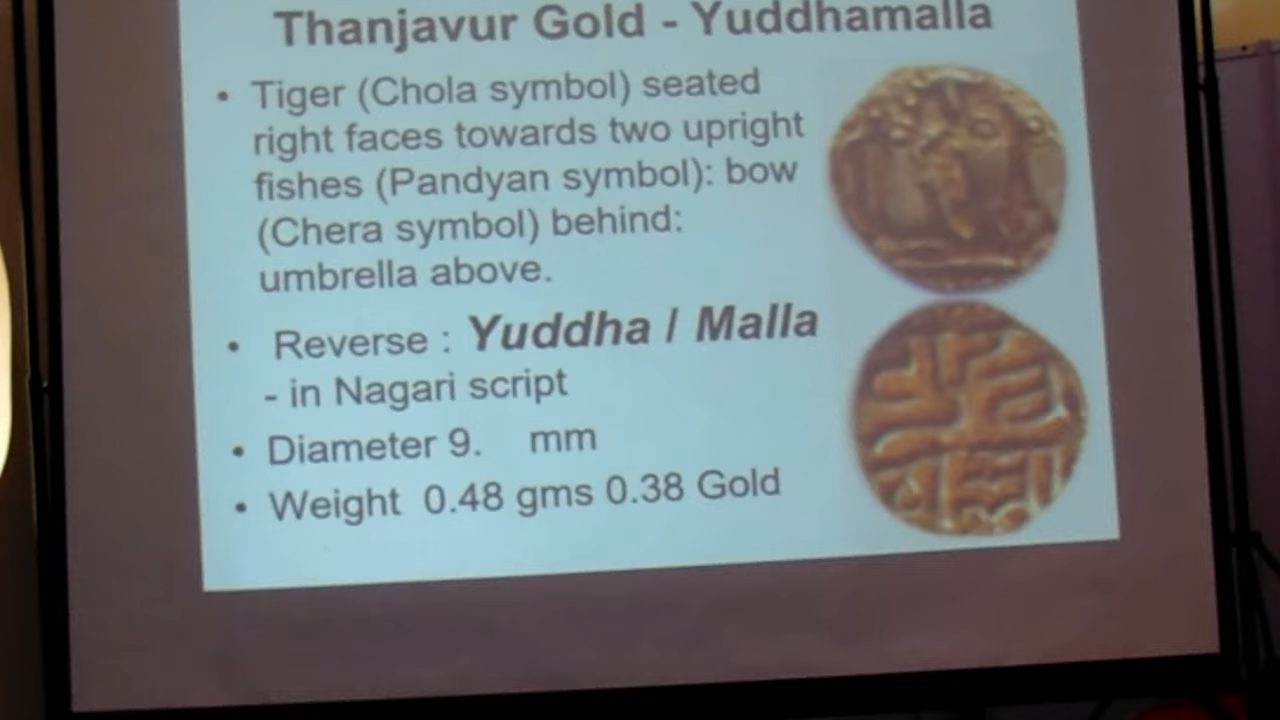 Thanjavur Gold - Yuddhamalla
• Tiger (Chola symbol) seated
right faces towards two upright
fishes (Pandyan symbol): bow
(Chera symbol) behind:
umbrella above.
• Reverse : Yuddha / Malla
- in Nagari script
• Diameter 9. mm
• Weight 0.48 gms 0.38 Gold